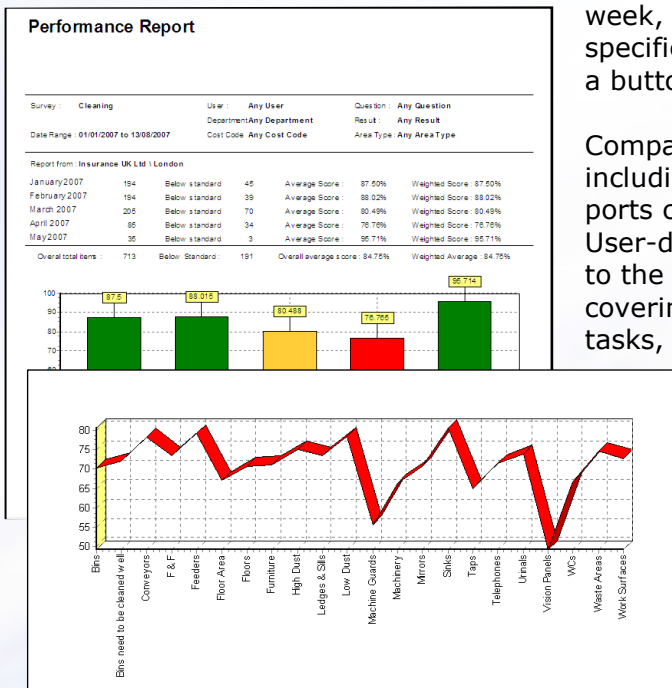 Performance Report
Survey : Cleaning User : Any User Question : Any Question
Department Any Department Result : Any Result
Date Range : 01/01/2007 to 13/08/2007 Cost Code Any Cost Code Area Type : Any Area Type
Report from : Insurance UK Ltd \ London
January 2007 194 Below standard 45 Average Score : 87.50% Weighted Score : 87.50%
February 2007 194 Below standard 39 Average Score : 88.02% Weighted Score : 88.02%
March 2007 205 Below standard 70 Average Score : 80.49% Weighted Score : 80.49%
April 2007 85 Below standard 34 Average Score : 76.76% Weighted Score : 76.76%
May 2007 35 Below standard 3 Average Score : 95.71% Weighted Score : 95.71%
Overal total items : 713 Below Standard : 191 Overall average score : 84.75% Weighted Average : 84.75%
100
90
80
70
60
87.5
88.015
80.488
76.765
95.714
week,
specific
a butto
Compa
includi
ports c
User-d
to the
coverin
tasks,
80
75
70
65
60
55
50
Bins
Bins need to be cleaned well
Conveyors
F & F
Feeders
Floor Area
Floors
Furniture
High Dust
Ledges & Sills
Low Dust
Machine Guards
Machinery
Mirrors
Sinks
Taps
Telephones
Urinals
Vision Panels
WCs
Waste Areas
Work Surfaces